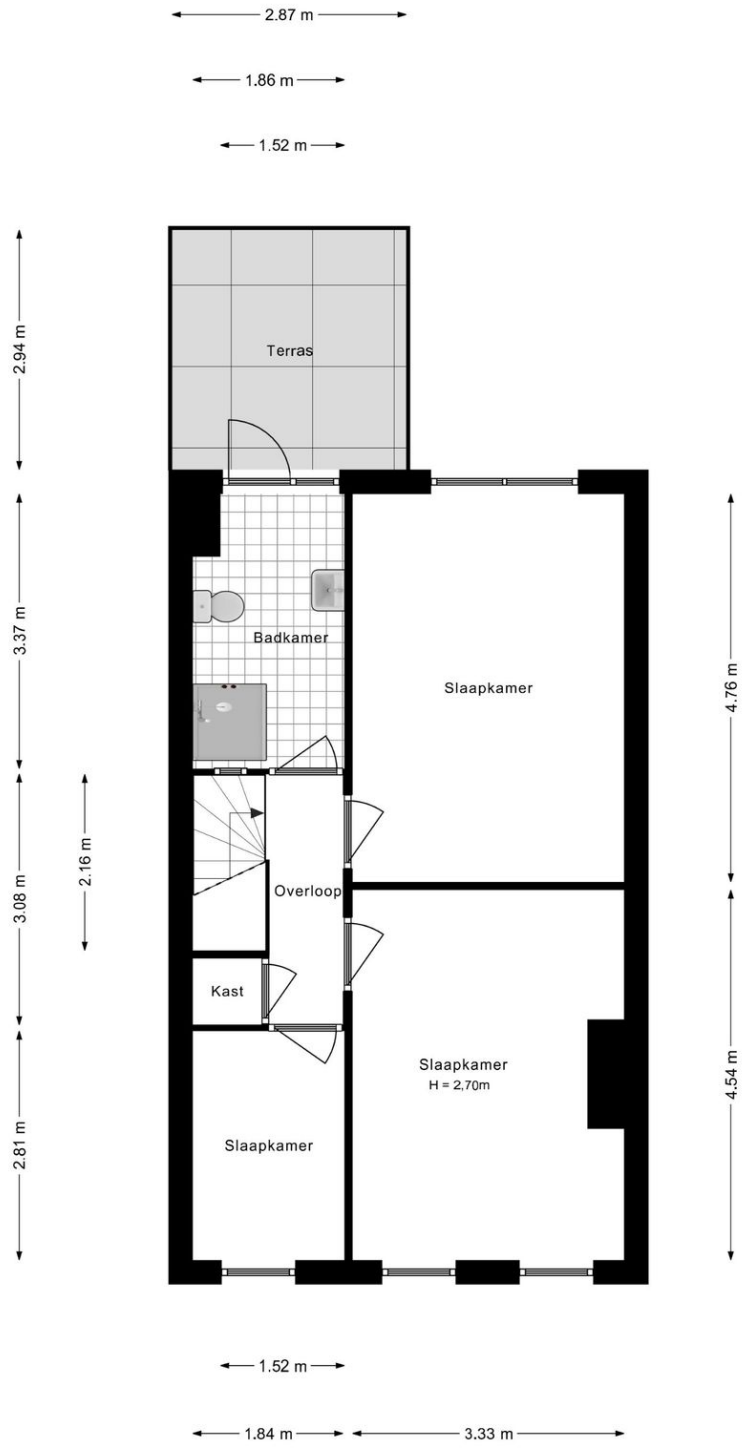 2.87 m
1.86 m
1.52 m
2.94 m
Terras
3.37 m
Badkamer
Slaapkamer
4.76 m
3.08 m
2.16 m
Overloop
Kast
Slaapkamer
H = 2,70m
4.54 m
2.81 m
Slaapkamer
1.52 m
1.84 m
3.33 m